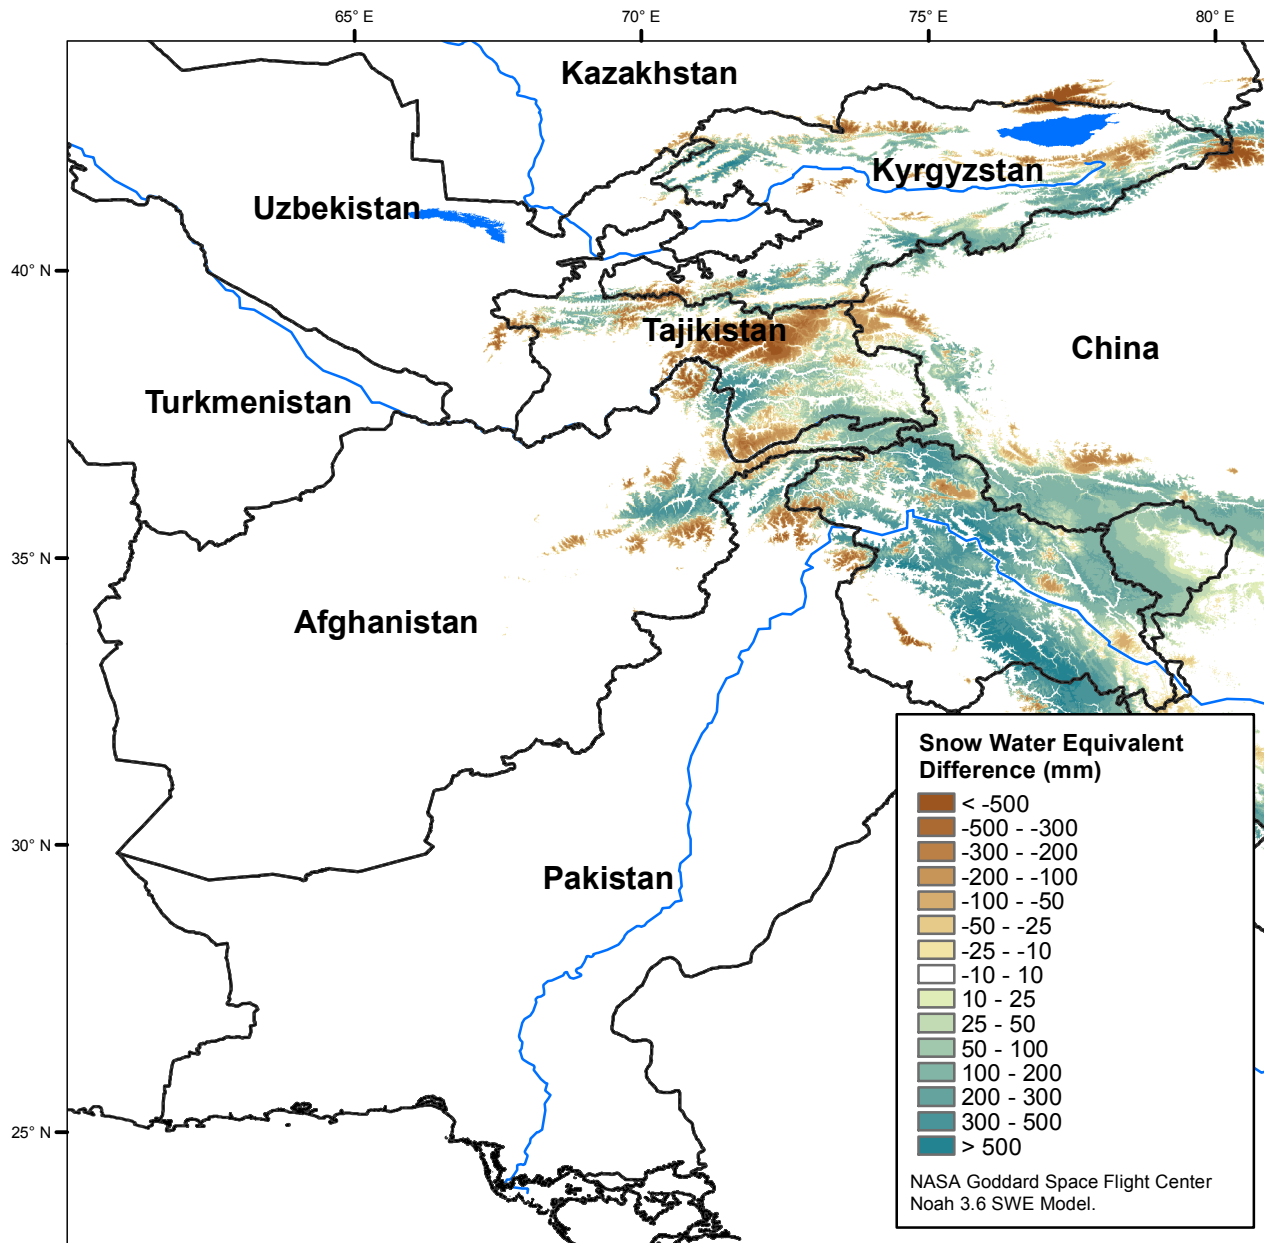 65° E
70° E
75° E
80° E
Kazakhstan
Kyrgyzstan
Uzbekistan
40° N
Tajikistan
China
Turkmenistan
35° N
Afghanistan
Snow Water Equivalent
Difference (mm)
< -500
-500 - -300
-300 - -200
-200 - -100
-100 - -50
-50 - -25
-25 - -10
-10 - 10
10 - 25
25 - 50
50 - 100
100 - 200
200 - 300
300 - 500
> 500
30° N
Pakistan
25° N
NASA Goddard Space Flight Center
Noah 3.6 SWE Model.